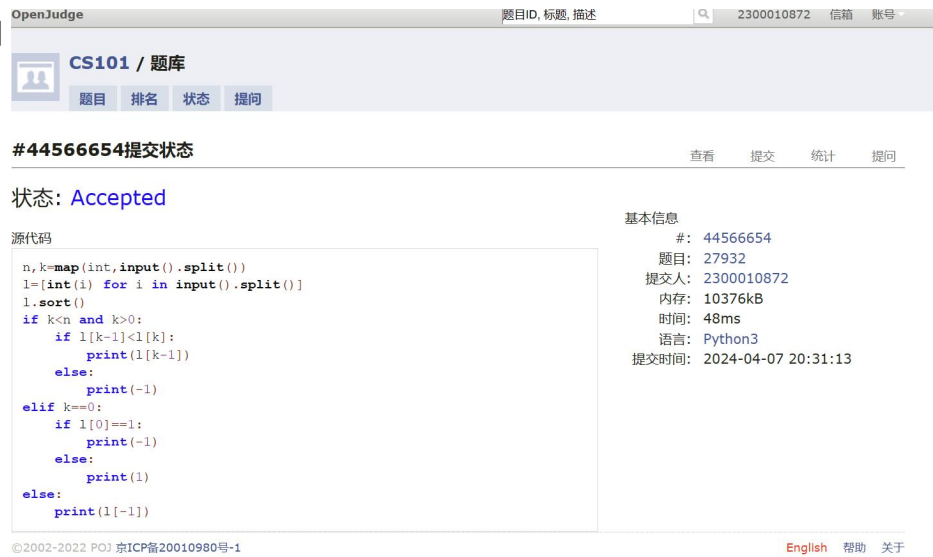 OpenJudge 题目ID, 标题, 描述 2300010872 信箱 账号
CS101 / 题库
题目 排名 状态 提问
#44566654提交状态 查看 提交 统计 提问
状态: Accepted
源代码
n,k=map(int,input().split())
l=[int(i) for i in input().split()]
l.sort()
if k<n and k>0:
    if l[k-1]<l[k]:
        print(l[k-1])
    else:
        print(-1)
elif k==0:
    if l[0]==1:
        print(-1)
    else:
        print(1)
else:
    print(l[-1])
基本信息
#: 44566654
题目: 27932
提交人: 2300010872
内存: 10376kB
时间: 48ms
语言: Python3
提交时间: 2024-04-07 20:31:13
©2002-2022 POJ 京ICP备20010980号-1 English 帮助 关于